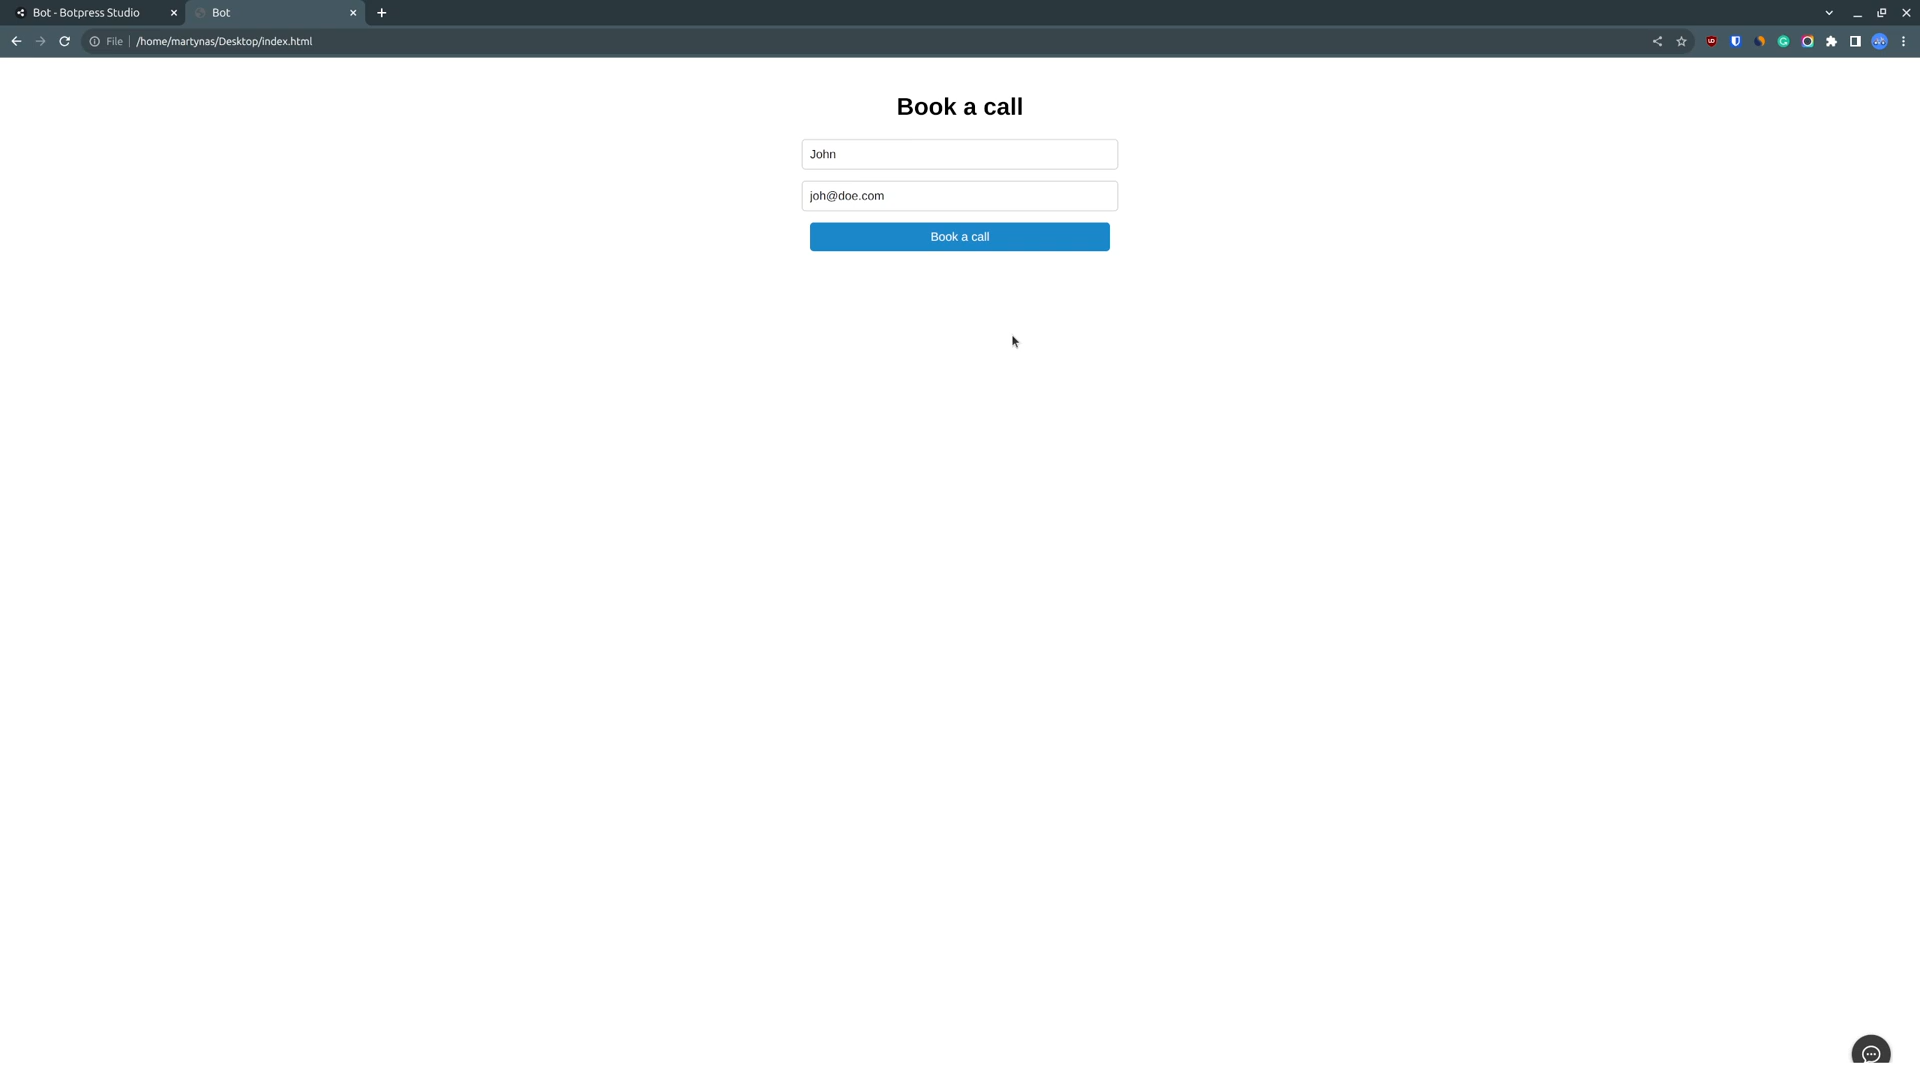 Bot - Botpress Studio
Bot
File
/home/martynas/Desktop/index.html
Book a call
John
joh@doe.com
Book a call